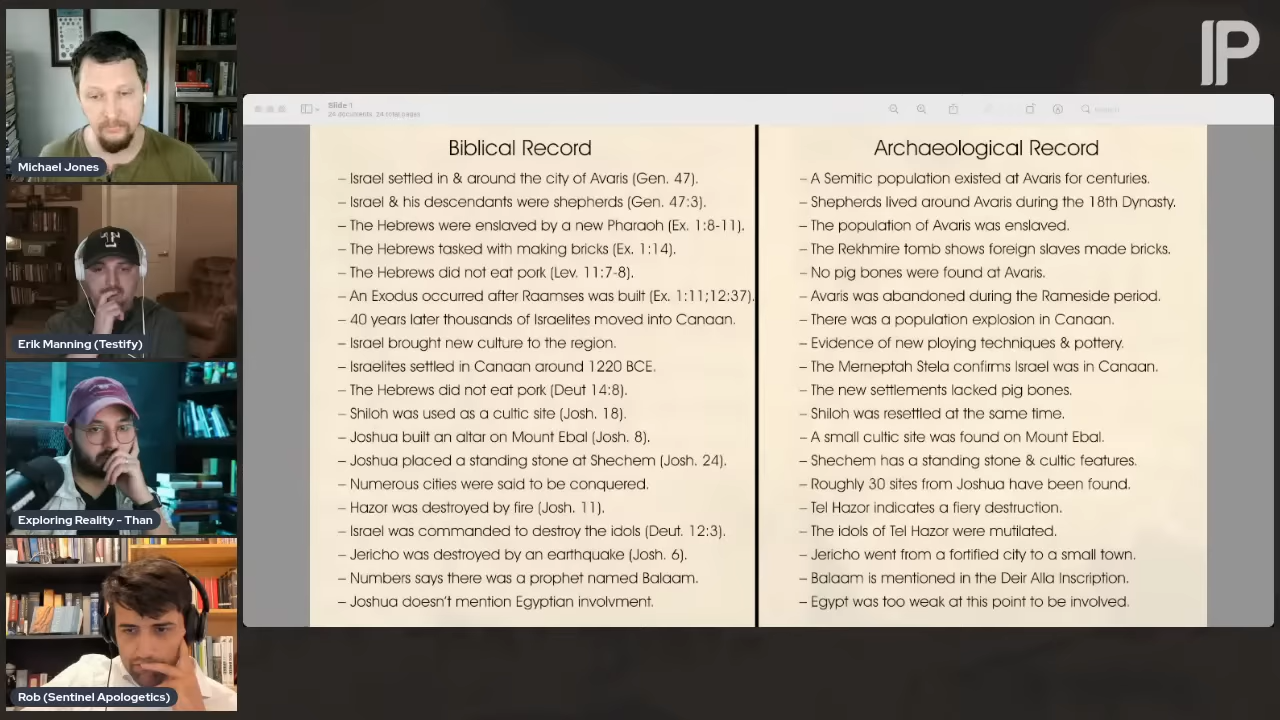 IP
Michael Jones
Erik Manning (Testify)
Exploring Reality - Than
Rob (Sentinel Apologetics)
Slide 1
24 documents, 24 total pages
Search
Biblical Record
– Israel settled in & around the city of Avaris (Gen. 47).
– Israel & his descendants were shepherds (Gen. 47:3).
– The Hebrews were enslaved by a new Pharaoh (Ex. 1:8-11).
– The Hebrews tasked with making bricks (Ex. 1:14).
– The Hebrews did not eat pork (Lev. 11:7-8).
– An Exodus occurred after Raamses was built (Ex. 1:11;12:37).
– 40 years later thousands of Israelites moved into Canaan.
– Israel brought new culture to the region.
– Israelites settled in Canaan around 1220 BCE.
– The Hebrews did not eat pork (Deut 14:8).
– Shiloh was used as a cultic site (Josh. 18).
– Joshua built an altar on Mount Ebal (Josh. 8).
– Joshua placed a standing stone at Shechem (Josh. 24).
– Numerous cities were said to be conquered.
– Hazor was destroyed by fire (Josh. 11).
– Israel was commanded to destroy the idols (Deut. 12:3).
– Jericho was destroyed by an earthquake (Josh. 6).
– Numbers says there was a prophet named Balaam.
– Joshua doesn't mention Egyptian involvment.
Archaeological Record
– A Semitic population existed at Avaris for centuries.
– Shepherds lived around Avaris during the 18th Dynasty.
– The population of Avaris was enslaved.
– The Rekhmire tomb shows foreign slaves made bricks.
– No pig bones were found at Avaris.
– Avaris was abandoned during the Rameside period.
– There was a population explosion in Canaan.
– Evidence of new ploying techniques & pottery.
– The Merneptah Stela confirms Israel was in Canaan.
– The new settlements lacked pig bones.
– Shiloh was resettled at the same time.
– A small cultic site was found on Mount Ebal.
– Shechem has a standing stone & cultic features.
– Roughly 30 sites from Joshua have been found.
– Tel Hazor indicates a fiery destruction.
– The idols of Tel Hazor were mutilated.
– Jericho went from a fortified city to a small town.
– Balaam is mentioned in the Deir Alla Inscription.
– Egypt was too weak at this point to be involved.